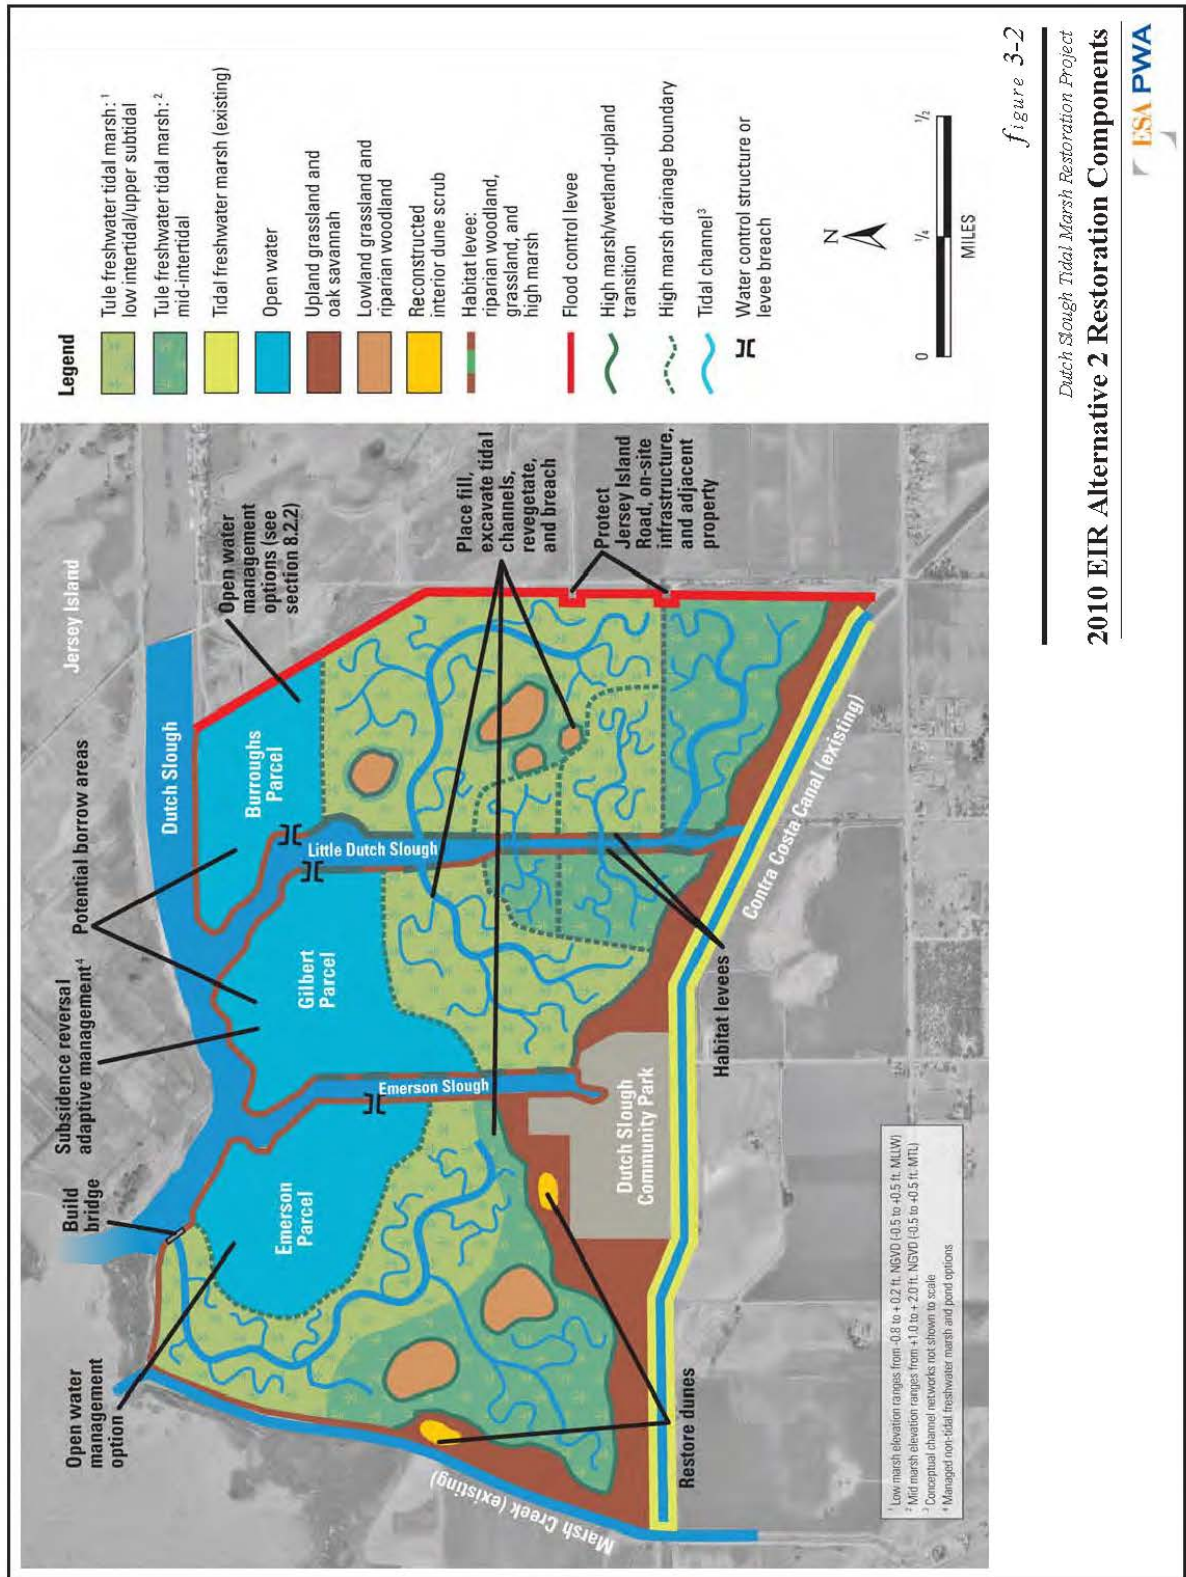 Jersey Island
Dutch Slough
Potential borrow areas
Subsidence reversal
adaptive management⁴
Build
bridge
Open water
management
option
Open water
management
options (see
section 8.2.2)
Burroughs
Parcel
Little Dutch Slough
Gilbert
Parcel
Emerson Slough
Emerson
Parcel
Place fill,
excavate tidal
channels,
revegetate,
and breach
Protect
Jersey Island
Road, on-site
infrastructure,
and adjacent
property
Marsh Creek (existing)
Restore dunes
Dutch Slough
Community Park
Habitat levees
Contra Costa Canal (existing)
¹ Low marsh elevation ranges from -0.8 to + 0.2 ft. NGVD (-0.5 to +0.5 ft. MLLW)
² Mid marsh elevation ranges from +1.0 to + 2.0 ft. NGVD (-0.5 to +0.5 ft. MTL)
³ Conceptual channel networks not shown to scale
⁴ Managed non-tidal freshwater marsh and pond options
Legend
Tule freshwater tidal marsh: ¹
low intertidal/upper subtidal
Tule freshwater tidal marsh: ²
mid-intertidal
Tidal freshwater marsh (existing)
Open water
Upland grassland and
oak savannah
Lowland grassland and
riparian woodland
Reconstructed
interior dune scrub
Habitat levee:
riparian woodland,
grassland, and
high marsh
Flood control levee
High marsh/wetland-upland
transition
High marsh drainage boundary
Tidal channel³
Water control structure or
levee breach
N
0 1/4 1/2
MILES
figure 3-2
Dutch Slough Tidal Marsh Restoration Project
2010 EIR Alternative 2 Restoration Components
ESA PWA